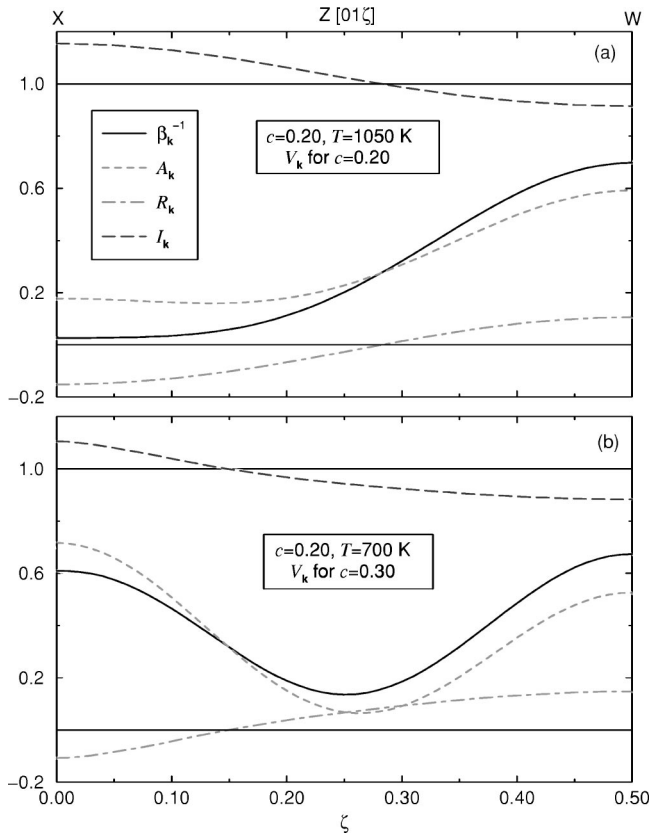 X Z [01ζ] W
(a)
1.0
β_k^{-1}
A_k
R_k
I_k
c=0.20, T=1050 K
V_k for c=0.20
0.6
0.2
−0.2
(b)
1.0
c=0.20, T=700 K
V_k for c=0.30
0.6
0.2
−0.2
0.00 0.10 0.20 0.30 0.40 0.50
ζ